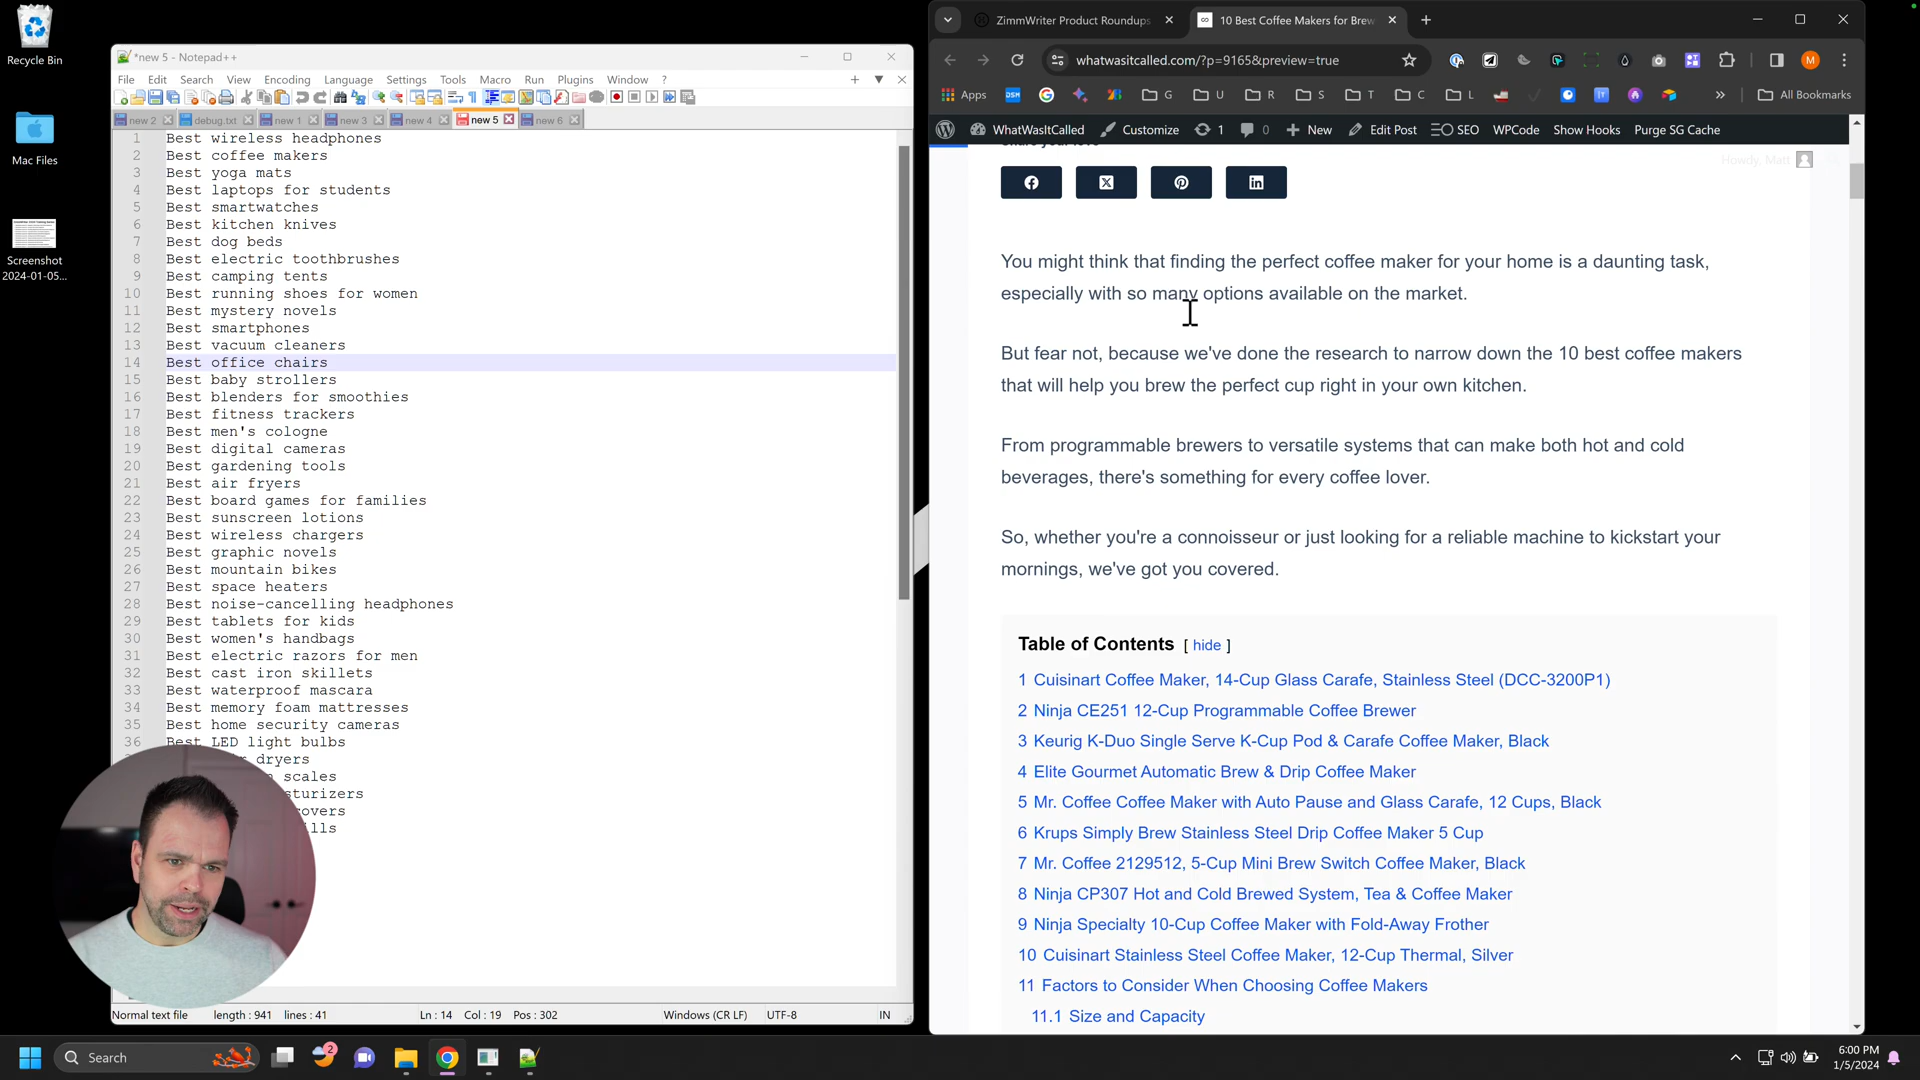 Recycle Bin
Mac Files
Screenshot
2024-01-05...
*new 5 - Notepad++
File Edit Search View Encoding Language Settings Tools Macro Run Plugins Window ?
new 2 debug.txt new 1 new 3 new 4 new 5 new 6
1 Best wireless headphones
2 Best coffee makers
3 Best yoga mats
4 Best laptops for students
5 Best smartwatches
6 Best kitchen knives
7 Best dog beds
8 Best electric toothbrushes
9 Best camping tents
10 Best running shoes for women
11 Best mystery novels
12 Best smartphones
13 Best vacuum cleaners
14 Best office chairs
15 Best baby strollers
16 Best blenders for smoothies
17 Best fitness trackers
18 Best men's cologne
19 Best digital cameras
20 Best gardening tools
21 Best air fryers
22 Best board games for families
23 Best sunscreen lotions
24 Best wireless chargers
25 Best graphic novels
26 Best mountain bikes
27 Best space heaters
28 Best noise-cancelling headphones
29 Best tablets for kids
30 Best women's handbags
31 Best electric razors for men
32 Best cast iron skillets
33 Best waterproof mascara
34 Best memory foam mattresses
35 Best home security cameras
36 Best LED light bulbs
dryers
scales
Normal text file length : 941 lines : 41 Ln : 14 Col : 19 Pos : 302 Windows (CR LF) UTF-8 IN
ZimmWriter Product Roundups
10 Best Coffee Makers for Brew
whatwasitcalled.com/?p=9165&preview=true
Apps DSM G U R S T C L All Bookmarks
WhatWasItCalled Customize 1 0 New Edit Post SEO WPCode Show Hooks Purge SG Cache
Howdy, Matt
You might think that finding the perfect coffee maker for your home is a daunting task,
especially with so many options available on the market.
But fear not, because we've done the research to narrow down the 10 best coffee makers
that will help you brew the perfect cup right in your own kitchen.
From programmable brewers to versatile systems that can make both hot and cold
beverages, there's something for every coffee lover.
So, whether you're a connoisseur or just looking for a reliable machine to kickstart your
mornings, we've got you covered.
Table of Contents [ hide ]
1 Cuisinart Coffee Maker, 14-Cup Glass Carafe, Stainless Steel (DCC-3200P1)
2 Ninja CE251 12-Cup Programmable Coffee Brewer
3 Keurig K-Duo Single Serve K-Cup Pod & Carafe Coffee Maker, Black
4 Elite Gourmet Automatic Brew & Drip Coffee Maker
5 Mr. Coffee Coffee Maker with Auto Pause and Glass Carafe, 12 Cups, Black
6 Krups Simply Brew Stainless Steel Drip Coffee Maker 5 Cup
7 Mr. Coffee 2129512, 5-Cup Mini Brew Switch Coffee Maker, Black
8 Ninja CP307 Hot and Cold Brewed System, Tea & Coffee Maker
9 Ninja Specialty 10-Cup Coffee Maker with Fold-Away Frother
10 Cuisinart Stainless Steel Coffee Maker, 12-Cup Thermal, Silver
11 Factors to Consider When Choosing Coffee Makers
11.1 Size and Capacity
Search
2
6:00 PM
1/5/2024